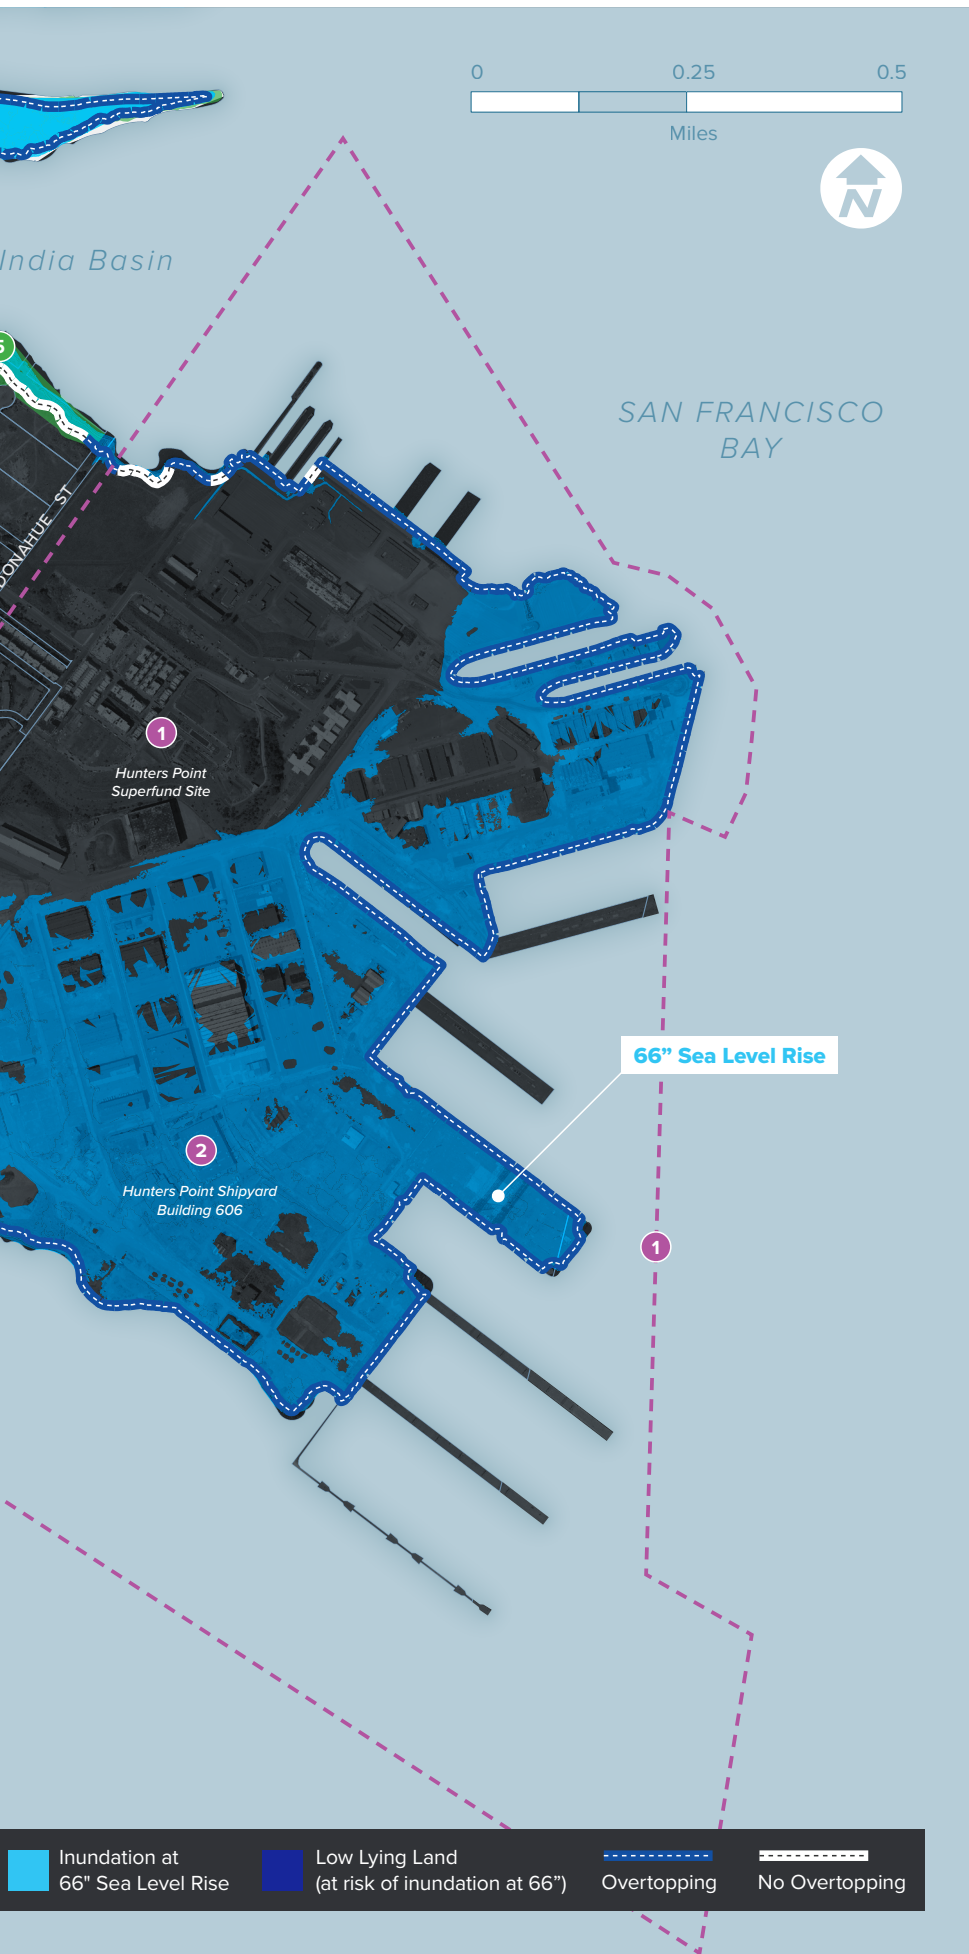 0 0.25 0.5
Miles
N
India Basin
5
SAN FRANCISCO
BAY
DONAHUE ST
1
Hunters Point
Superfund Site
66” Sea Level Rise
2
Hunters Point Shipyard
Building 606
1
Inundation at
66" Sea Level Rise
Low Lying Land
(at risk of inundation at 66”)
Overtopping
No Overtopping